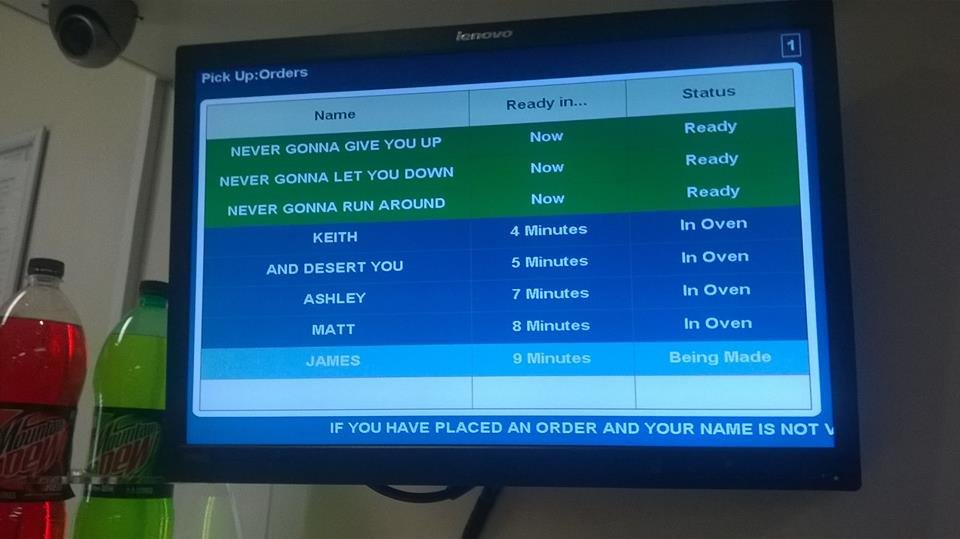 lenovo
1
Pick Up:Orders
Name Ready in... Status
NEVER GONNA GIVE YOU UP Now Ready
NEVER GONNA LET YOU DOWN Now Ready
NEVER GONNA RUN AROUND Now Ready
KEITH 4 Minutes In Oven
AND DESERT YOU 5 Minutes In Oven
ASHLEY 7 Minutes In Oven
MATT 8 Minutes In Oven
JAMES 9 Minutes Being Made
IF YOU HAVE PLACED AN ORDER AND YOUR NAME IS NOT V
Mountain
Dew
Mountain
Dew